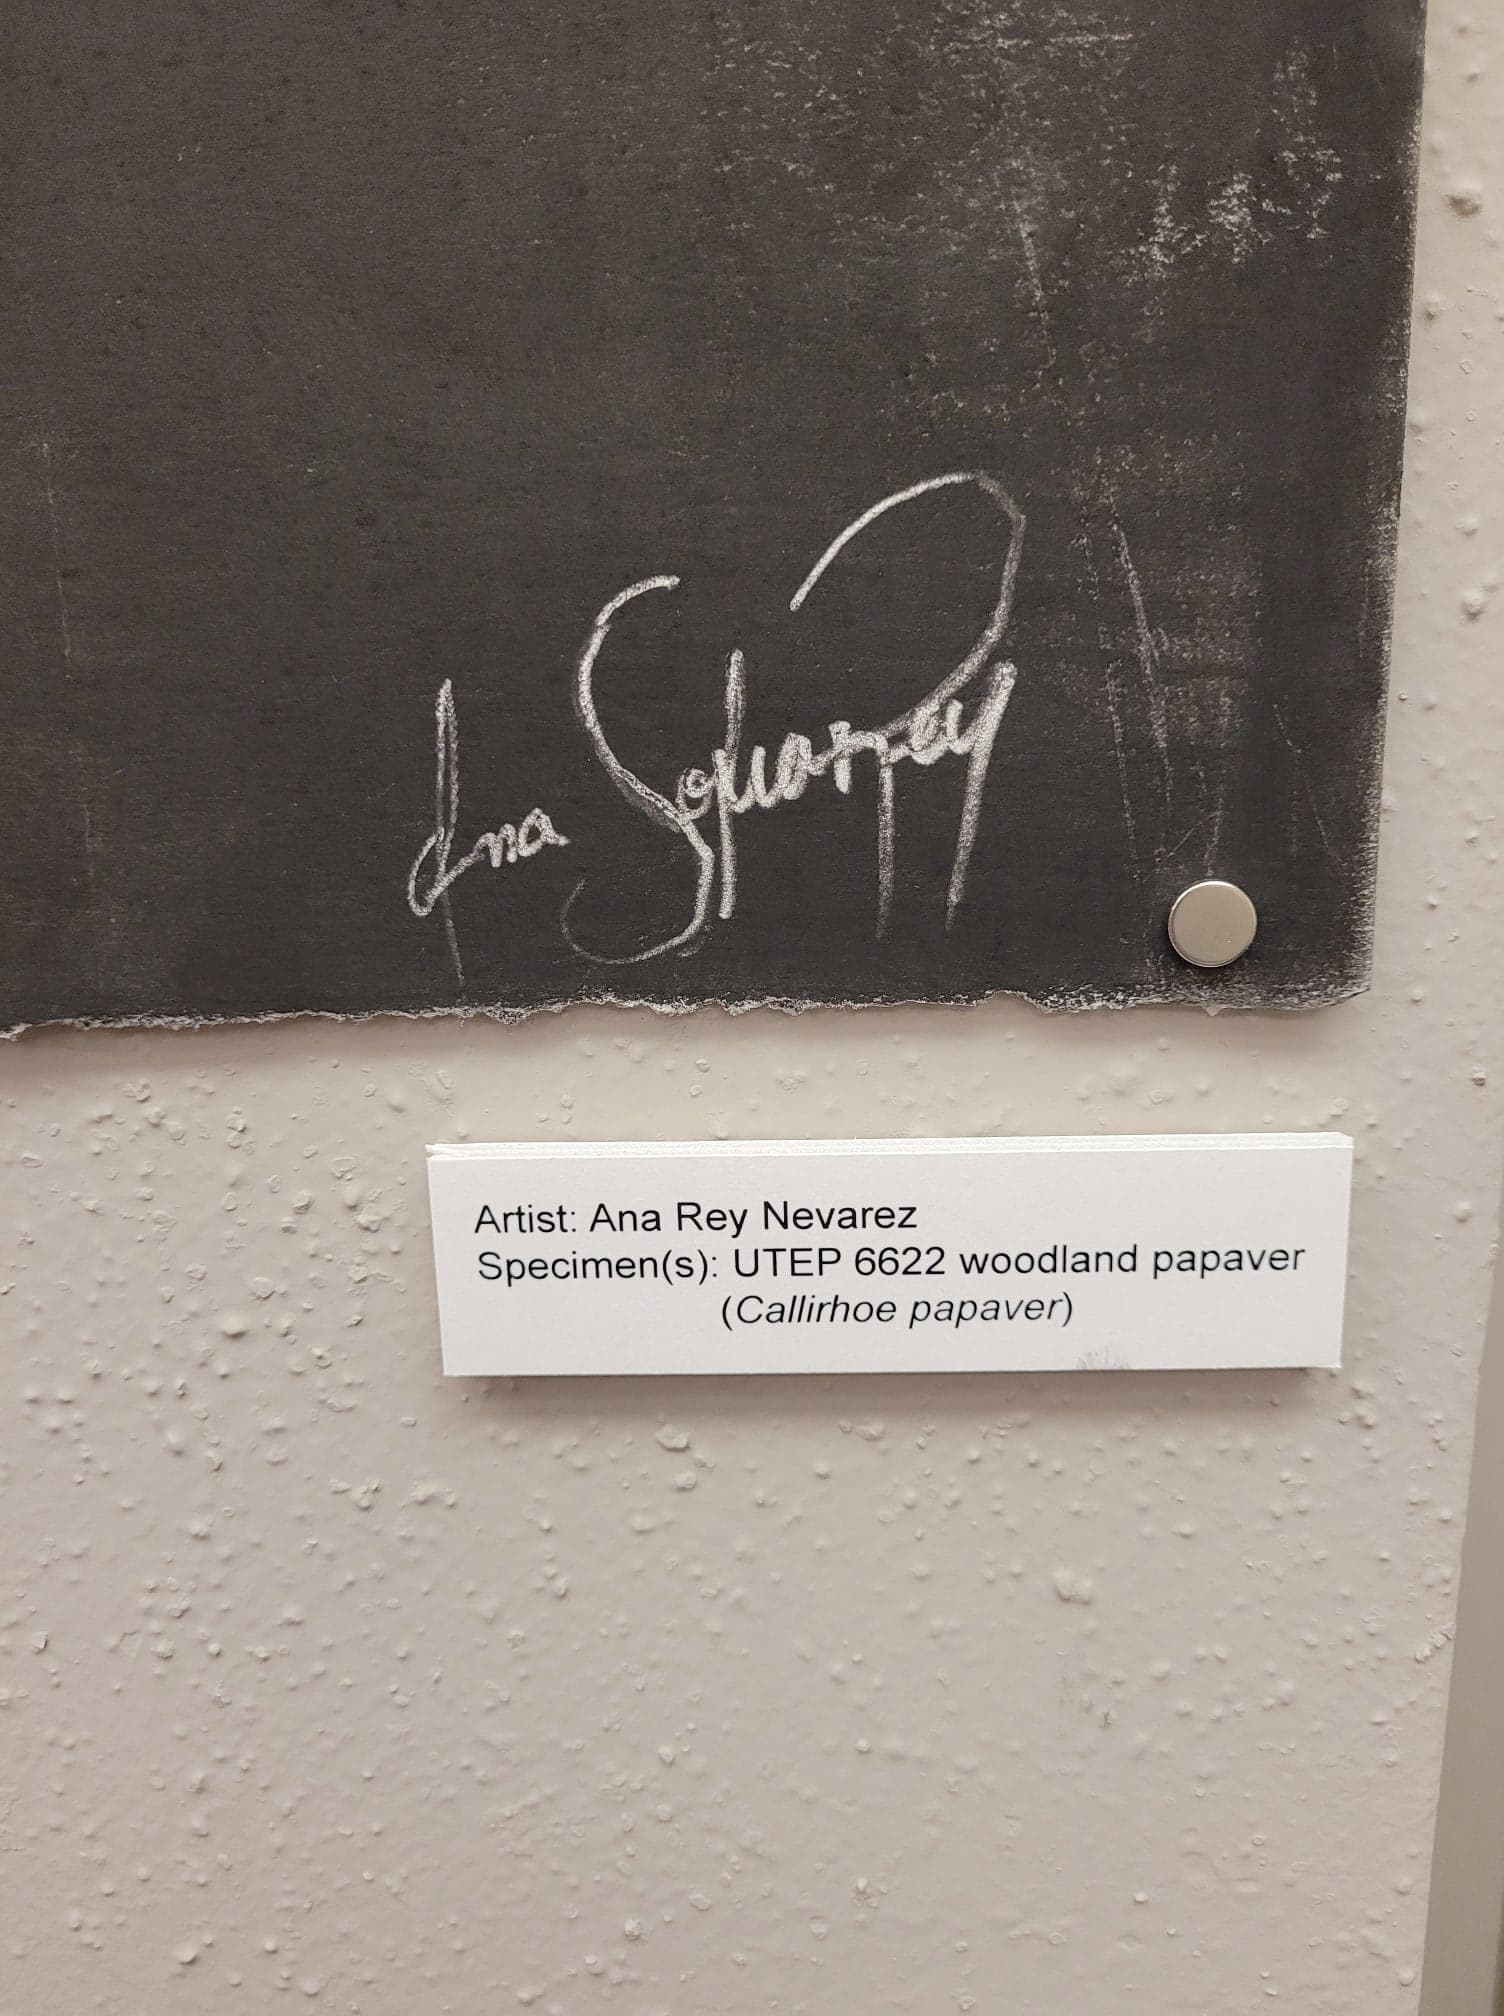 Ana
Artist: Ana Rey Nevarez
Specimen(s): UTEP 6622 woodland papaver
(Callirhoe papaver)